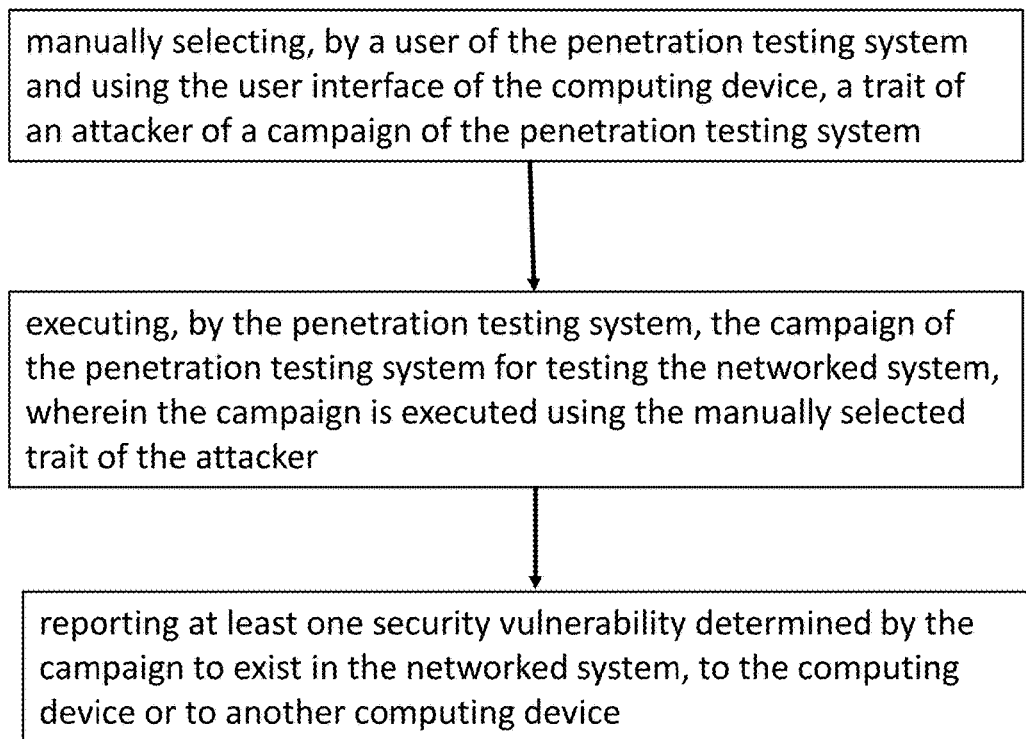 manually selecting, by a user of the penetration testing system
and using the user interface of the computing device, a trait of
an attacker of a campaign of the penetration testing system
executing, by the penetration testing system, the campaign of
the penetration testing system for testing the networked system,
wherein the campaign is executed using the manually selected
trait of the attacker
reporting at least one security vulnerability determined by the
campaign to exist in the networked system, to the computing
device or to another computing device